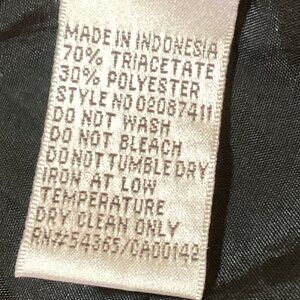 MADE IN INDONESIA
70% TRIACETATE
30% POLYESTER
STYLE NO 02087411
DO NOT WASH
DO NOT BLEACH
DO NOT TUMBLE DRY
IRON AT LOW
TEMPERATURE
DRY CLEAN ONLY
RN#54365/CA00142